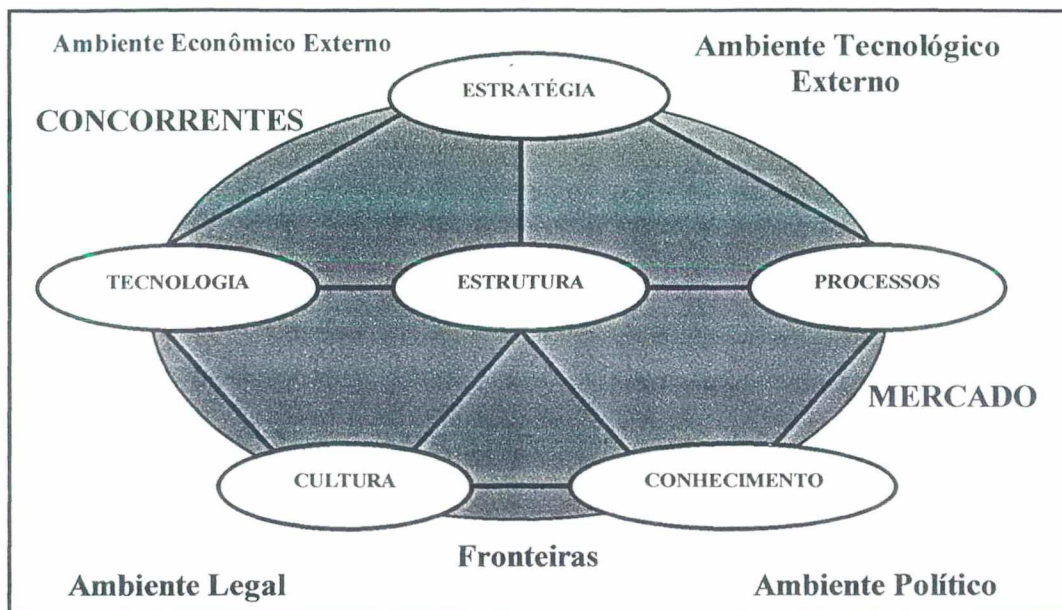 Ambiente Econômico Externo
Ambiente Tecnológico
Externo
ESTRATÉGIA
CONCORRENTES
TECNOLOGIA
ESTRUTURA
PROCESSOS
MERCADO
CULTURA
CONHECIMENTO
Fronteiras
Ambiente Legal
Ambiente Político